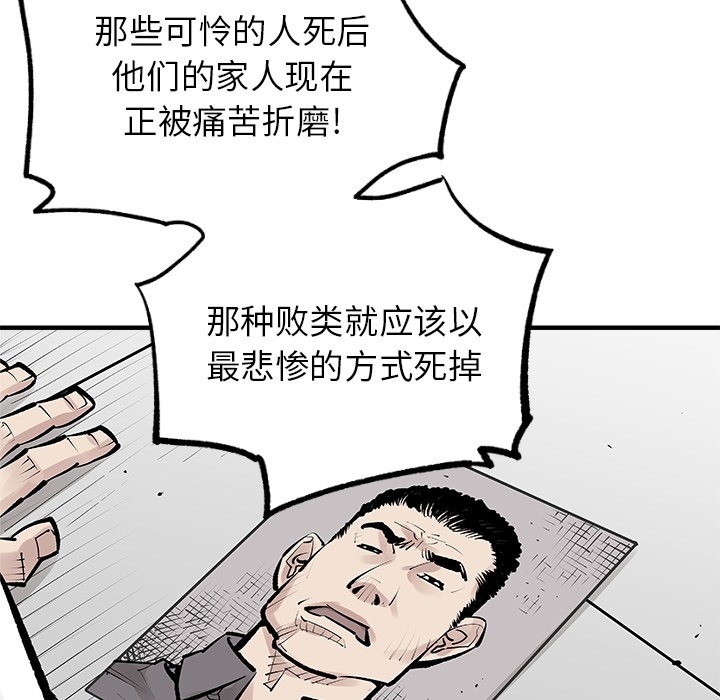 那些可怜的人死后
他们的家人现在
正被痛苦折磨!
那种败类就应该以
最悲惨的方式死掉